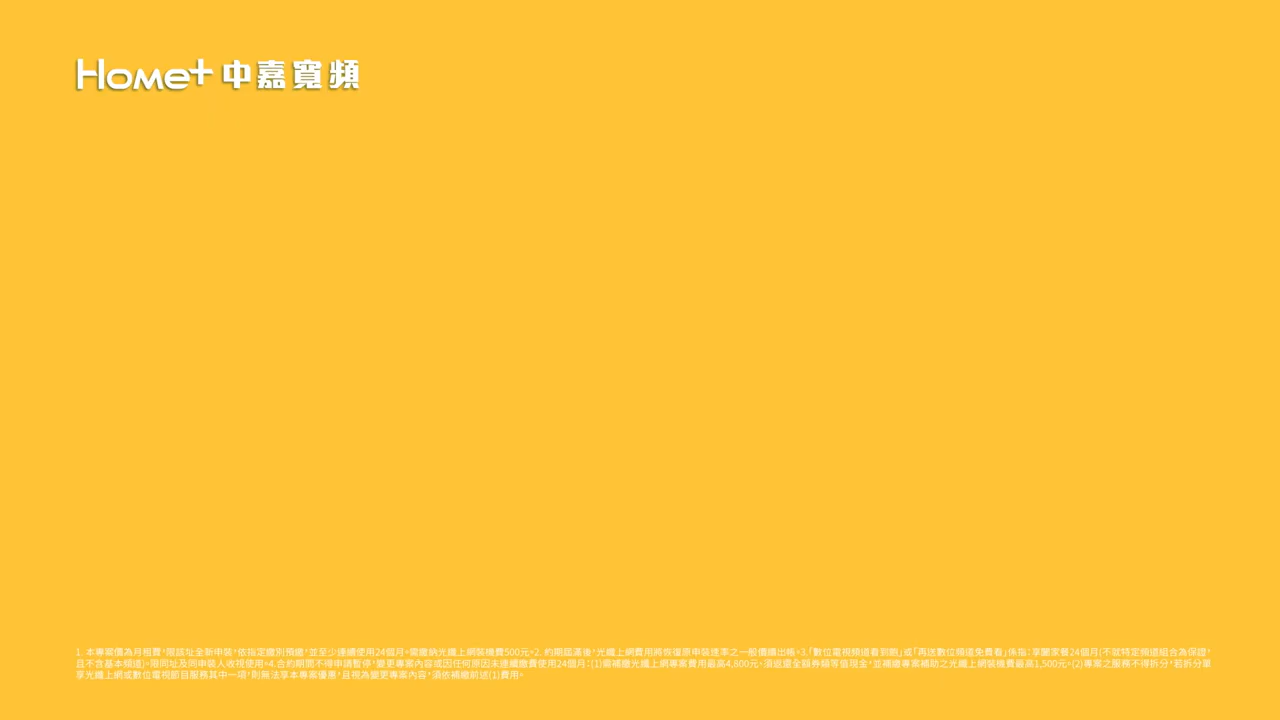 Home+ 中嘉寬頻
1. 本專案價為月租費,限該址全新申裝,依指定繳別預繳,並至少連續使用24個月。需繳納光纖上網裝機費500元。2. 約期屆滿後,光纖上網費用將恢復原申裝速率之一般價牌出帳。3.「數位電視頻道看到飽」或「再送數位頻道免費看」係指:享闔家餐24個月(不就特定頻道組合為保證,
且不含基本頻道)。限同址及同申裝人收視使用。4.合約期間不得申請暫停,變更專案內容或因任何原因未連續繳費使用24個月:(1)需補繳光纖上網專案費用最高4,800元。須返還全額券額等值現金,並補繳專案補助之光纖上網裝機費最高1,500元。(2)專案之服務不得拆分,若拆分單
享光纖上網或數位電視節目服務其中一項,則無法享本專案優惠,且視為變更專案內容,須依補繳前述(1)費用。